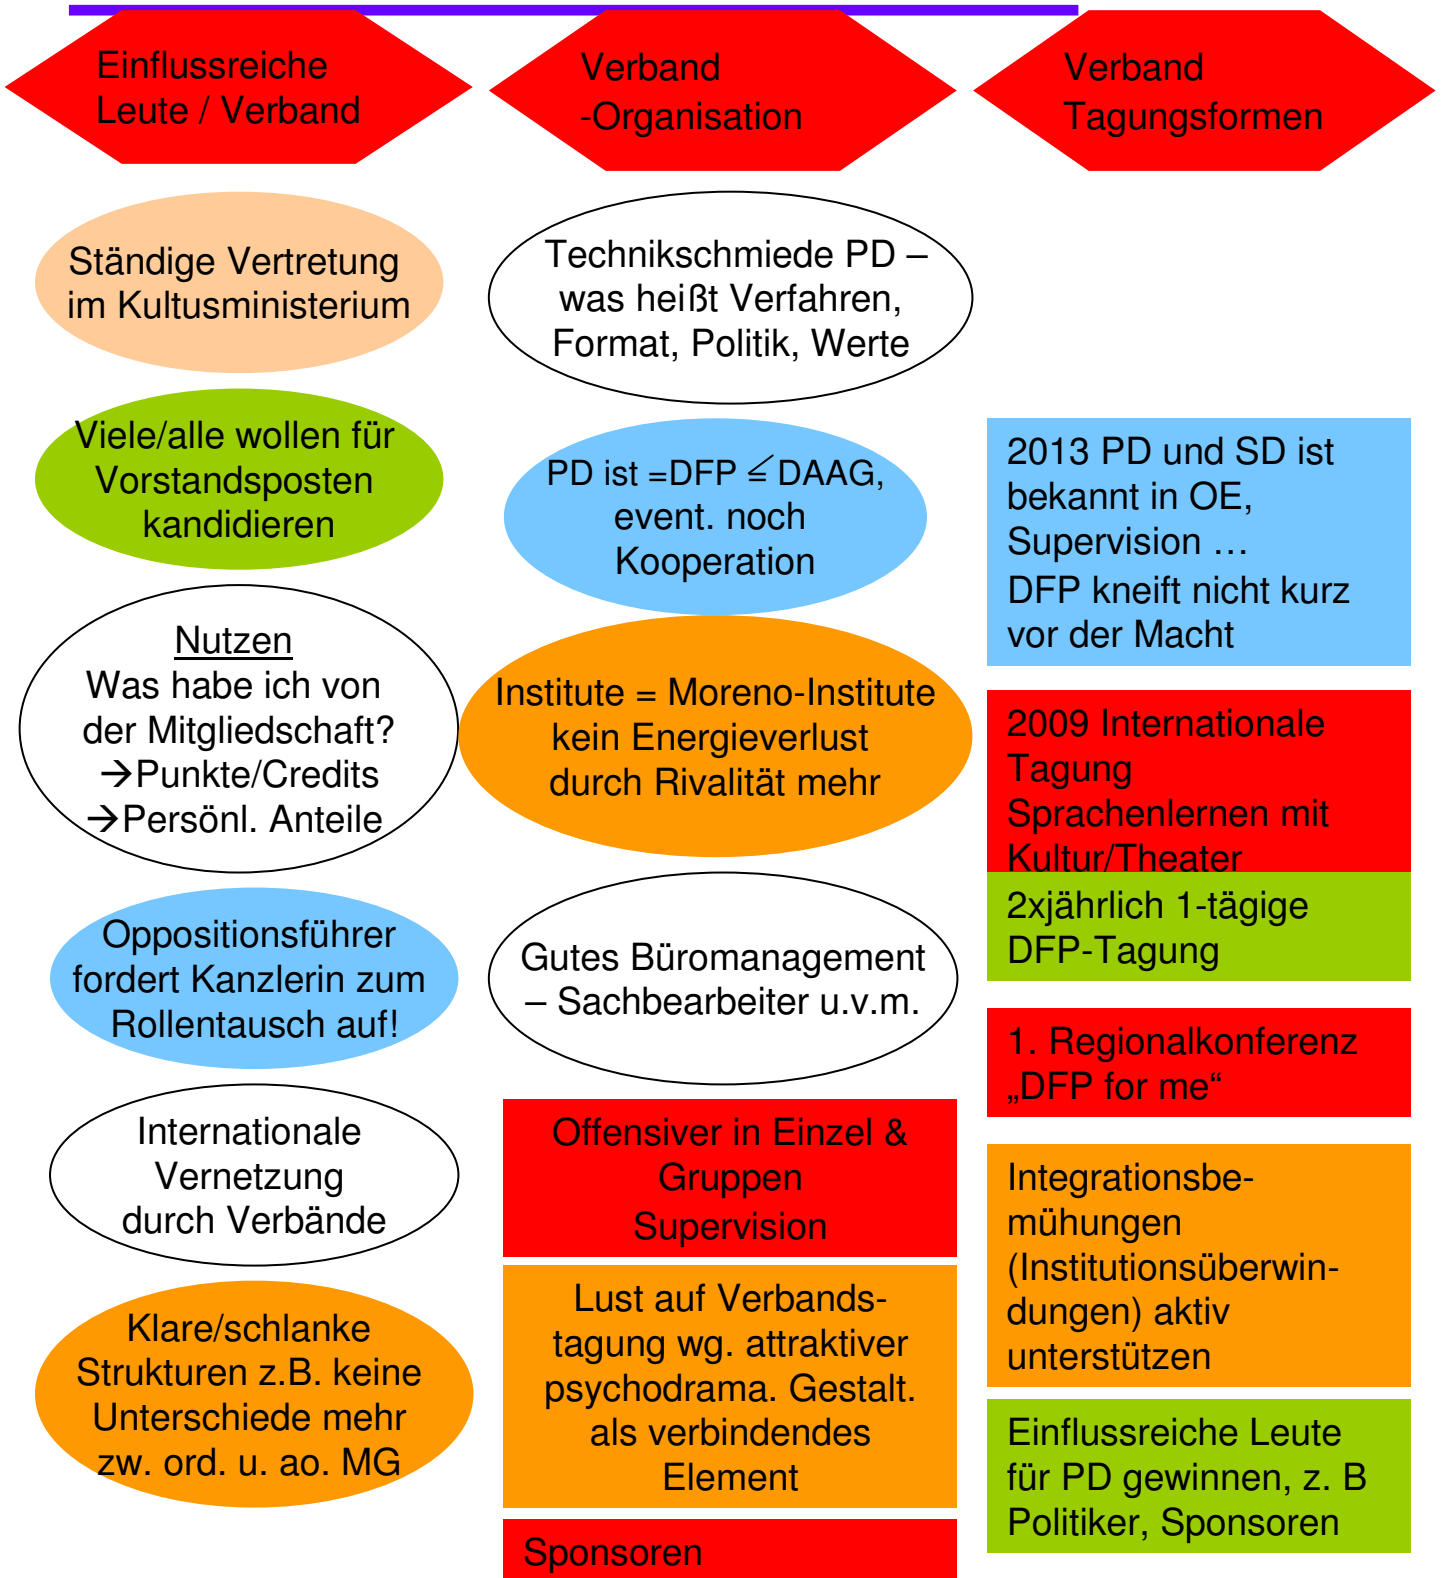 Einflussreiche
Leute / Verband
Verband
-Organisation
Verband
Tagungsformen
Ständige Vertretung
im Kultusministerium
Viele/alle wollen für
Vorstandsposten
kandidieren
Nutzen
Was habe ich von
der Mitgliedschaft?
→Punkte/Credits
→Persönl. Anteile
Oppositionsführer
fordert Kanzlerin zum
Rollentausch auf!
Internationale
Vernetzung
durch Verbände
Klare/schlanke
Strukturen z.B. keine
Unterschiede mehr
zw. ord. u. ao. MG
Technikschmiede PD –
was heißt Verfahren,
Format, Politik, Werte
PD ist =DFP ≤ DAAG,
event. noch
Kooperation
Institute = Moreno-Institute
kein Energieverlust
durch Rivalität mehr
Gutes Büromanagement
– Sachbearbeiter u.v.m.
Offensiver in Einzel &
Gruppen
Supervision
Lust auf Verbands-
tagung wg. attraktiver
psychodrama. Gestalt.
als verbindendes
Element
Sponsoren
2013 PD und SD ist
bekannt in OE,
Supervision …
DFP kneift nicht kurz
vor der Macht
2009 Internationale
Tagung
Sprachenlernen mit
Kultur/Theater
2xjährlich 1-tägige
DFP-Tagung
1. Regionalkonferenz
„DFP for me“
Integrationsbe-
mühungen
(Institutionsüberwin-
dungen) aktiv
unterstützen
Einflussreiche Leute
für PD gewinnen, z. B
Politiker, Sponsoren